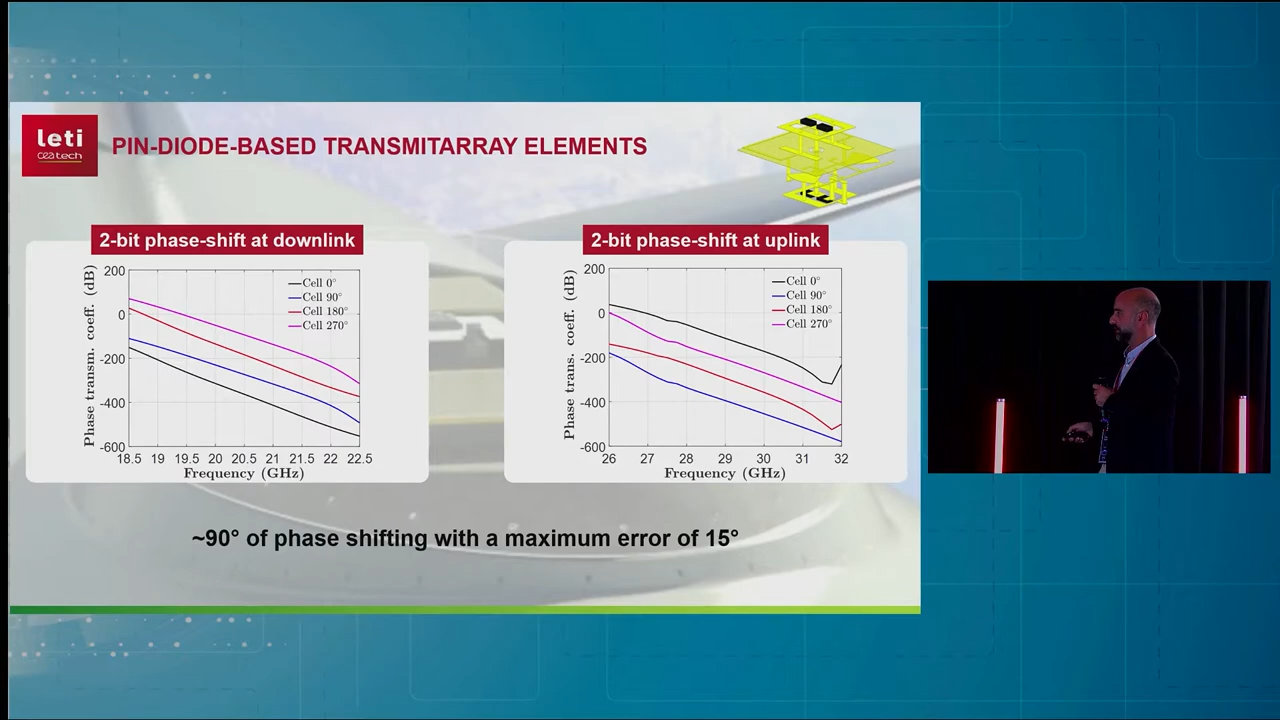 leti
cea tech
PIN-DIODE-BASED TRANSMITARRAY ELEMENTS
2-bit phase-shift at downlink
Phase transm. coeff. (dB)
200
0
-200
-400
-600
18.5 19 19.5 20 20.5 21 21.5 22 22.5
Frequency (GHz)
Cell 0°
Cell 90°
Cell 180°
Cell 270°
2-bit phase-shift at uplink
Phase trans. coeff. (dB)
200
0
-200
-400
-600
26 27 28 29 30 31 32
Frequency (GHz)
Cell 0°
Cell 90°
Cell 180°
Cell 270°
~90° of phase shifting with a maximum error of 15°